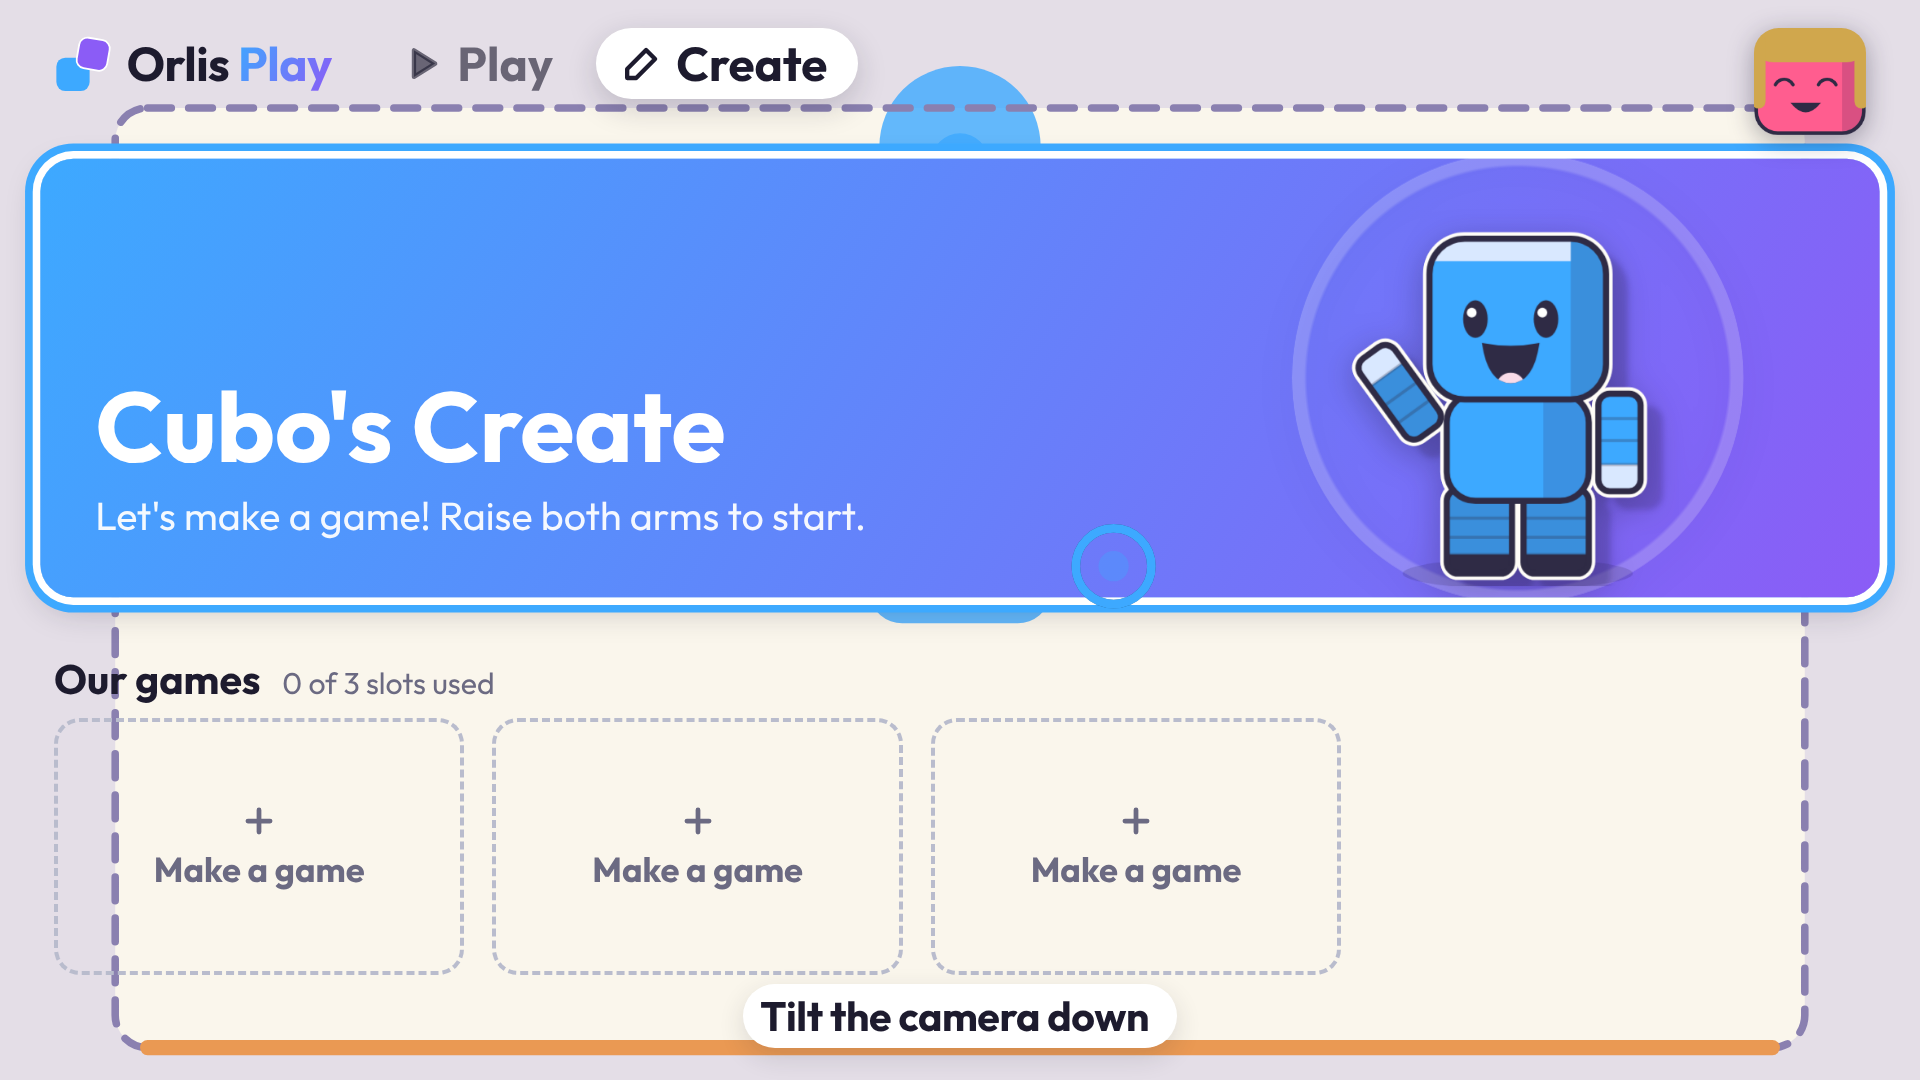 Orlis Play
Play
Create
Cubo's Create
Let's make a game! Raise both arms to start.
Our games 0 of 3 slots used
Make a game
Make a game
Make a game
Tilt the camera down